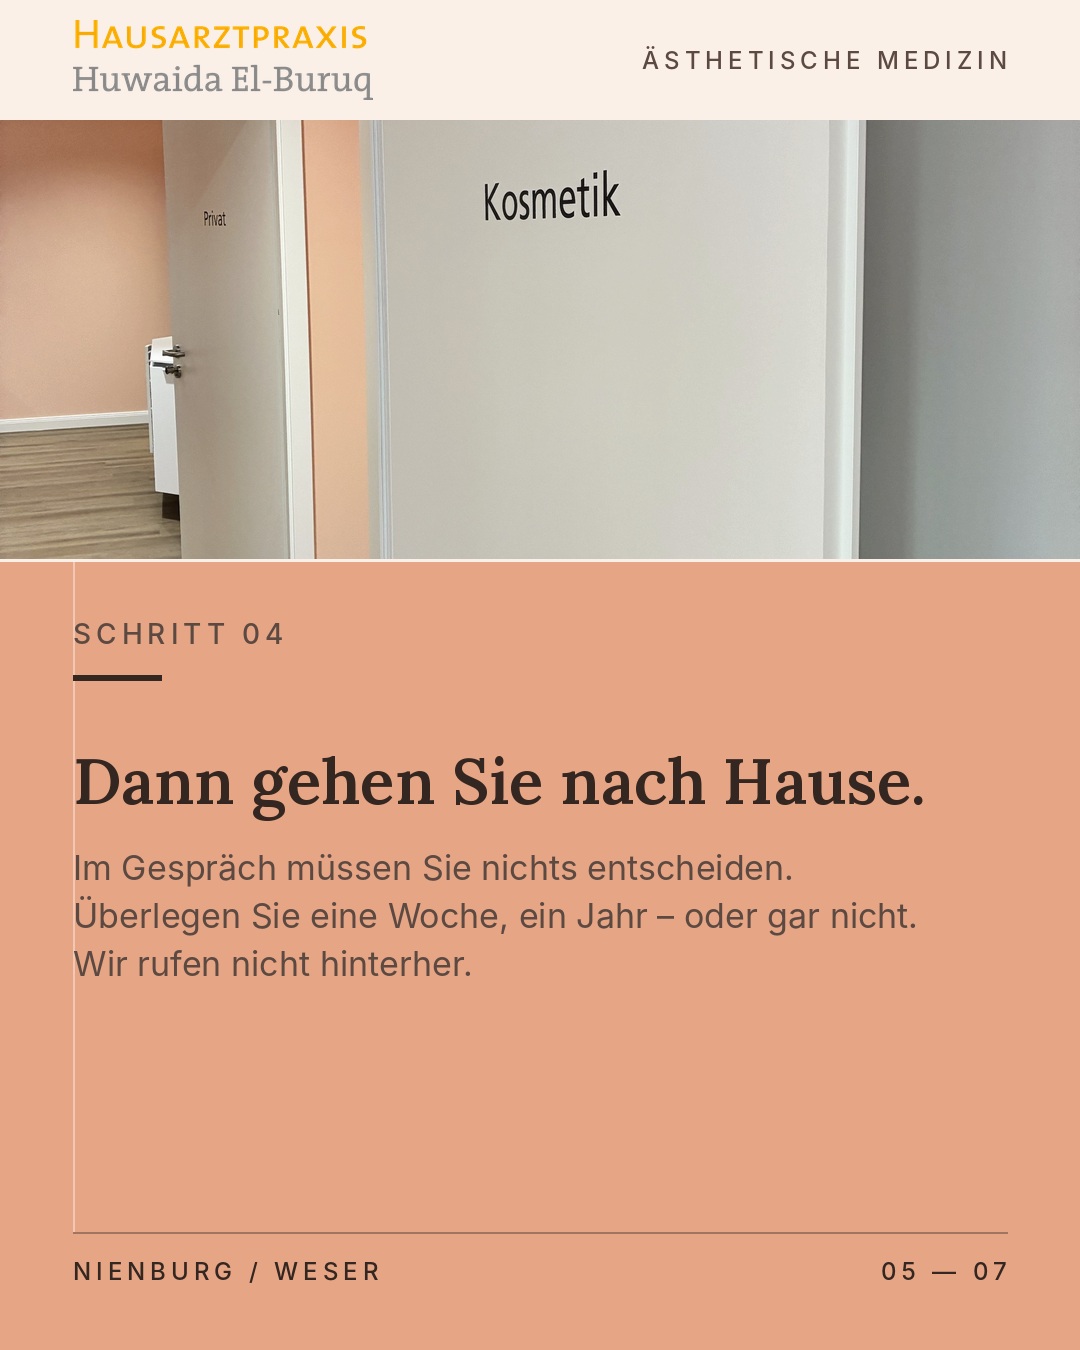 HAUSARZTPRAXIS
Huwaida El-Buruq
ÄSTHETISCHE MEDIZIN
Privat
Kosmetik
SCHRITT 04
Dann gehen Sie nach Hause.
Im Gespräch müssen Sie nichts entscheiden.
Überlegen Sie eine Woche, ein Jahr – oder gar nicht.
Wir rufen nicht hinterher.
NIENBURG / WESER
05 — 07